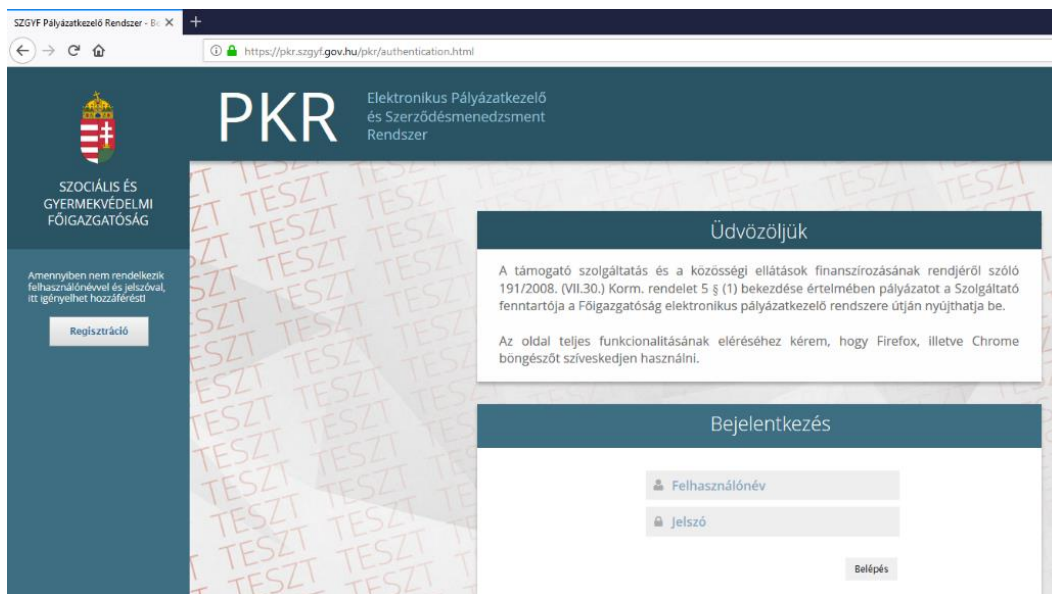 SZGYF Pályázatkezelő Rendszer - Be
https://pkr.szgyf.gov.hu/pkr/authentication.html
PKR
Elektronikus Pályázatkezelő
és Szerződésmenedzsment
Rendszer
SZOCIÁLIS ÉS
GYERMEKVÉDELMI
FŐIGAZGATÓSÁG
Amennyiben nem rendelkezik
felhasználónévvel és jelszóval,
itt igényelhet hozzáférést!
Regisztráció
TESZT
Üdvözöljük
A támogató szolgáltatás és a közösségi ellátások finanszírozásának rendjéről szóló
191/2008. (VII.30.) Korm. rendelet 5 § (1) bekezdése értelmében pályázatot a Szolgáltató
fenntartója a Főigazgatóság elektronikus pályázatkezelő rendszere útján nyújthatja be.
Az oldal teljes funkcionalitásának eléréséhez kérem, hogy Firefox, illetve Chrome
böngészőt szíveskedjen használni.
Bejelentkezés
Felhasználónév
Jelszó
Belépés